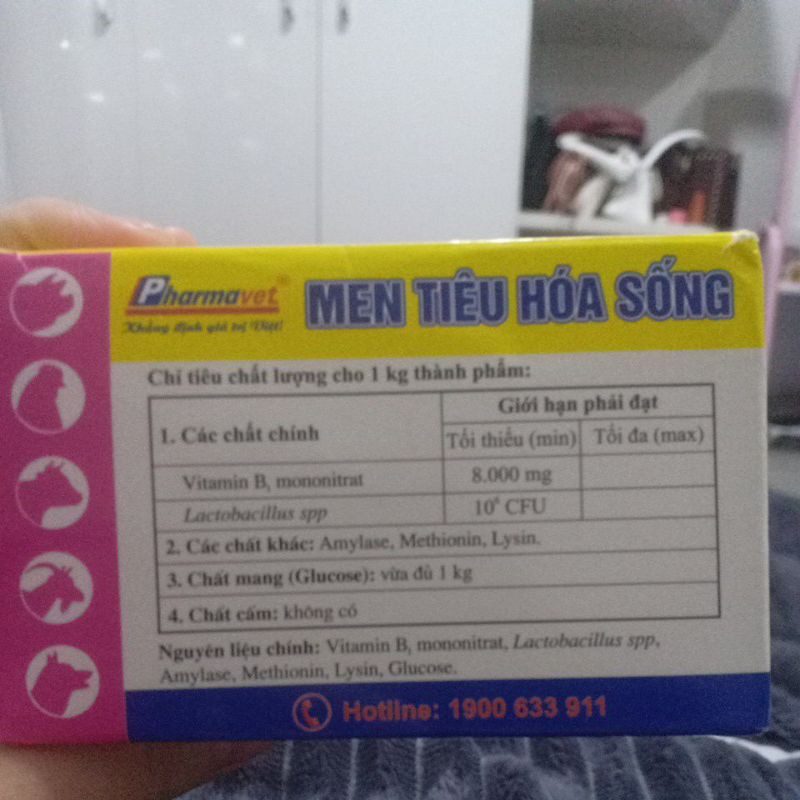 Pharmavet®
Khẳng định giá trị Việt!
MEN TIÊU HÓA SỐNG
Chỉ tiêu chất lượng cho 1 kg thành phẩm:
1. Các chất chính
Giới hạn phải đạt
Tối thiểu (min)
Tối đa (max)
Vitamin B₁ mononitrat
8.000 mg
Lactobacillus spp
10⁶ CFU
2. Các chất khác: Amylase, Methionin, Lysin.
3. Chất mang (Glucose): vừa đủ 1 kg
4. Chất cấm: không có
Nguyên liệu chính: Vitamin B₁ mononitrat, Lactobacillus spp,
Amylase, Methionin, Lysin, Glucose.
Hotline: 1900 633 911